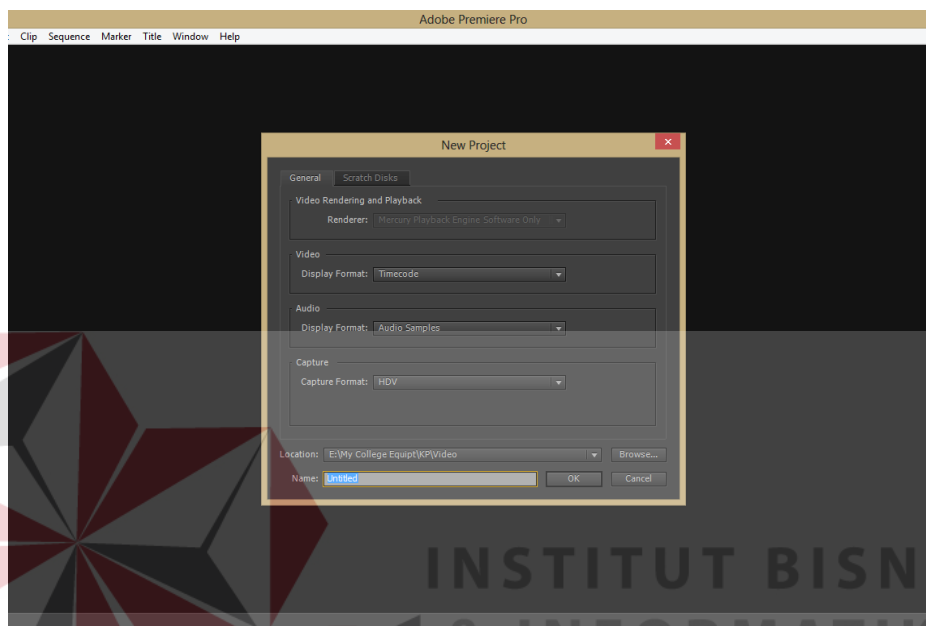 Adobe Premiere Pro
Clip Sequence Marker Title Window Help
New Project
General Scratch Disks
Video Rendering and Playback
Renderer: Mercury Playback Engine Software Only
Video
Display Format: Timecode
Audio
Display Format: Audio Samples
Capture
Capture Format: HDV
Location: E:\My College Equipt\KP\Video Browse...
Name: Untitled OK Cancel
INSTITUT BISN